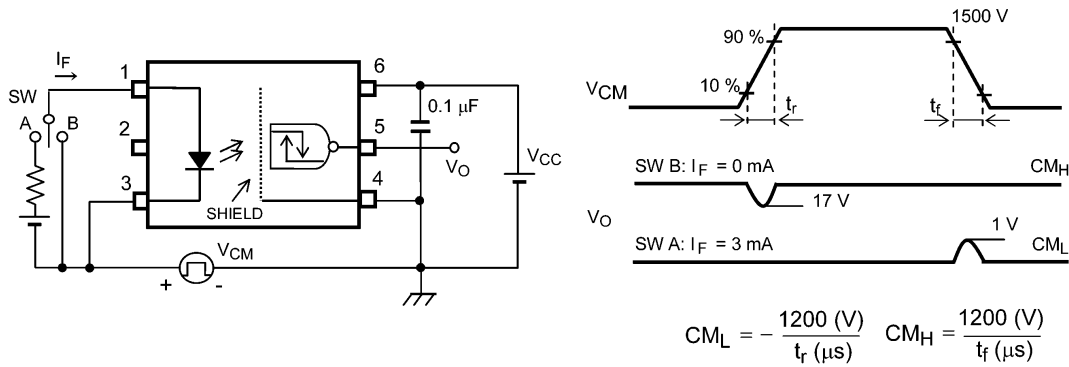 I_F
SW
A
B
1
2
3
SHIELD
6
5
4
0.1 μF
V_O
V_CC
V_CM
+
-
V_CM
90 %
10 %
t_r
1500 V
t_f
SW B: I_F = 0 mA
CM_H
17 V
V_O
SW A: I_F = 3 mA
1 V
CM_L
CM_L = - 1200 (V) / t_r (μs)
CM_H = 1200 (V) / t_f (μs)